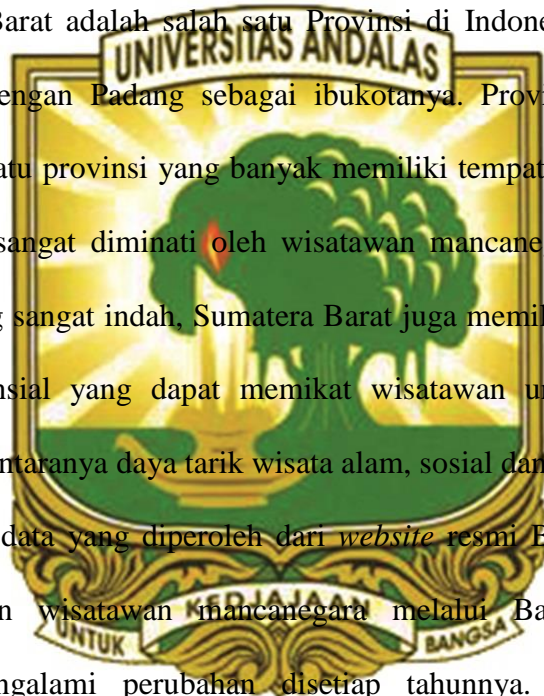 Barat adalah salah satu Provinsi di Indone
UNIVERSITAS ANDALAS
engan Padang sebagai ibukotanya. Provi
atu provinsi yang banyak memiliki tempat
sangat diminati oleh wisatawan mancane
g sangat indah, Sumatera Barat juga memil
nsial yang dapat memikat wisatawan u
ntaranya daya tarik wisata alam, sosial dan
data yang diperoleh dari website resmi B
n wisatawan mancanegara melalui Ba
KEDJAJAAN
UNTUK
BANGSA
ngalami perubahan disetiap tahunnya.